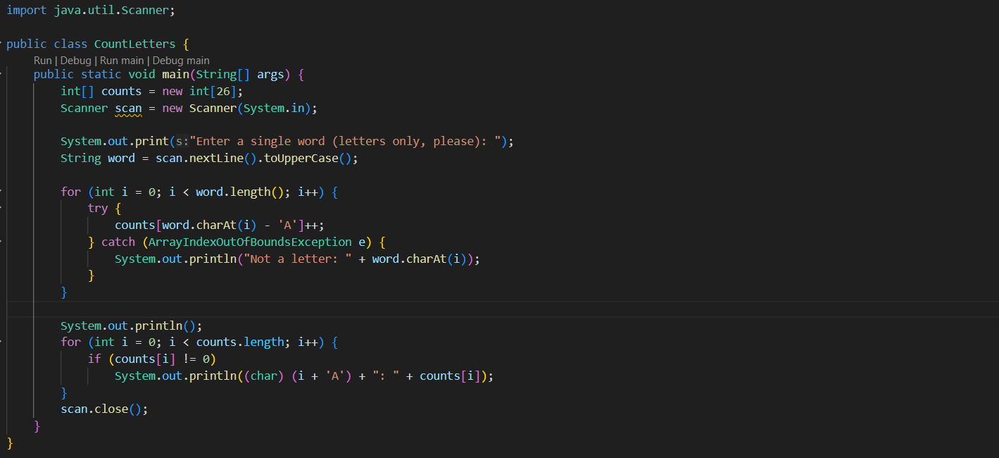 import java.util.Scanner;
public class CountLetters {
Run | Debug | Run main | Debug main
public static void main(String[] args) {
int[] counts = new int[26];
Scanner scan = new Scanner(System.in);
System.out.print(s:"Enter a single word (letters only, please): ");
String word = scan.nextLine().toUpperCase();
for (int i = 0; i < word.length(); i++) {
try {
counts[word.charAt(i) - 'A']++;
} catch (ArrayIndexOutOfBoundsException e) {
System.out.println("Not a letter: " + word.charAt(i));
}
}
System.out.println();
for (int i = 0; i < counts.length; i++) {
if (counts[i] != 0)
System.out.println((char) (i + 'A') + ": " + counts[i]);
}
scan.close();
}
}